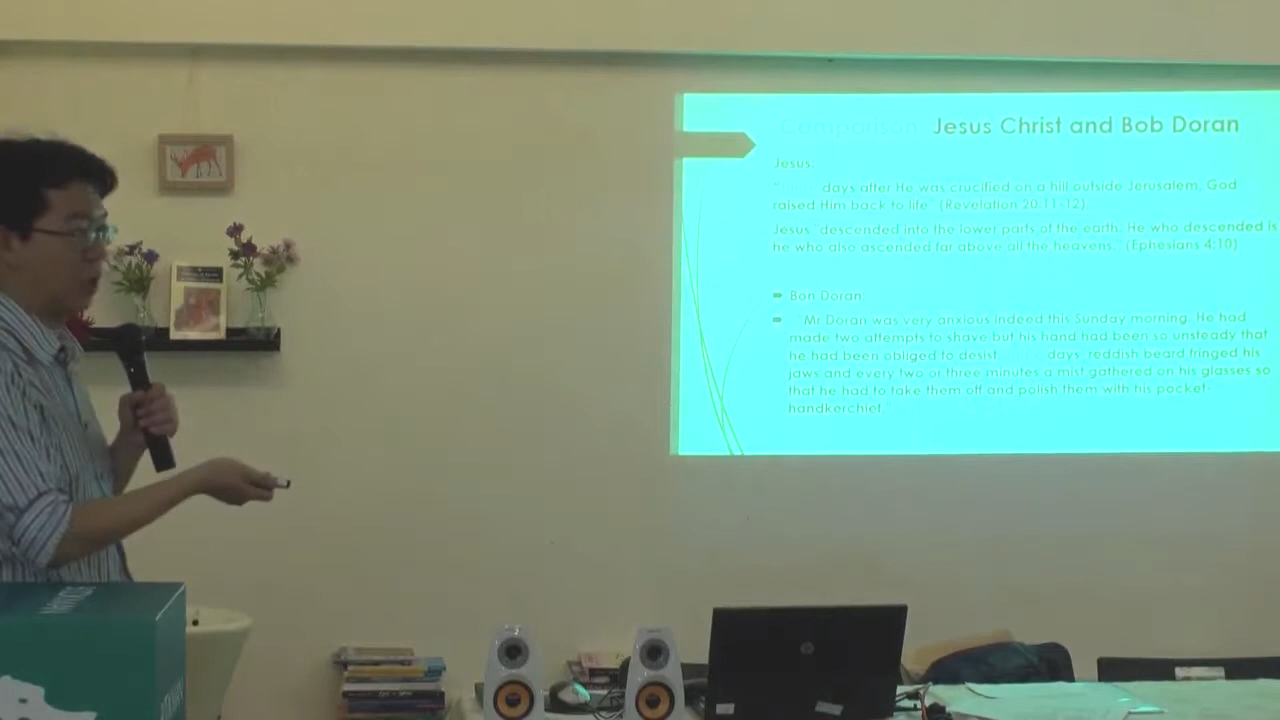 Comparison: Jesus Christ and Bob Doran
Jesus:
days after He was crucified on a hill outside Jerusalem, God
raised Him back to life" (Revelation 20:11-12).
Jesus "descended into the lower parts of the earth. He who descended is
he who also ascended far above all the heavens." (Ephesians 4:10)
Bon Doran:
"Mr Doran was very anxious indeed this Sunday morning. He had
made two attempts to shave but his hand had been so unsteady that
he had been obliged to desist. days' reddish beard fringed his
jaws and every two or three minutes a mist gathered on his glasses so
that he had to take them off and polish them with his pocket-
handkerchief."